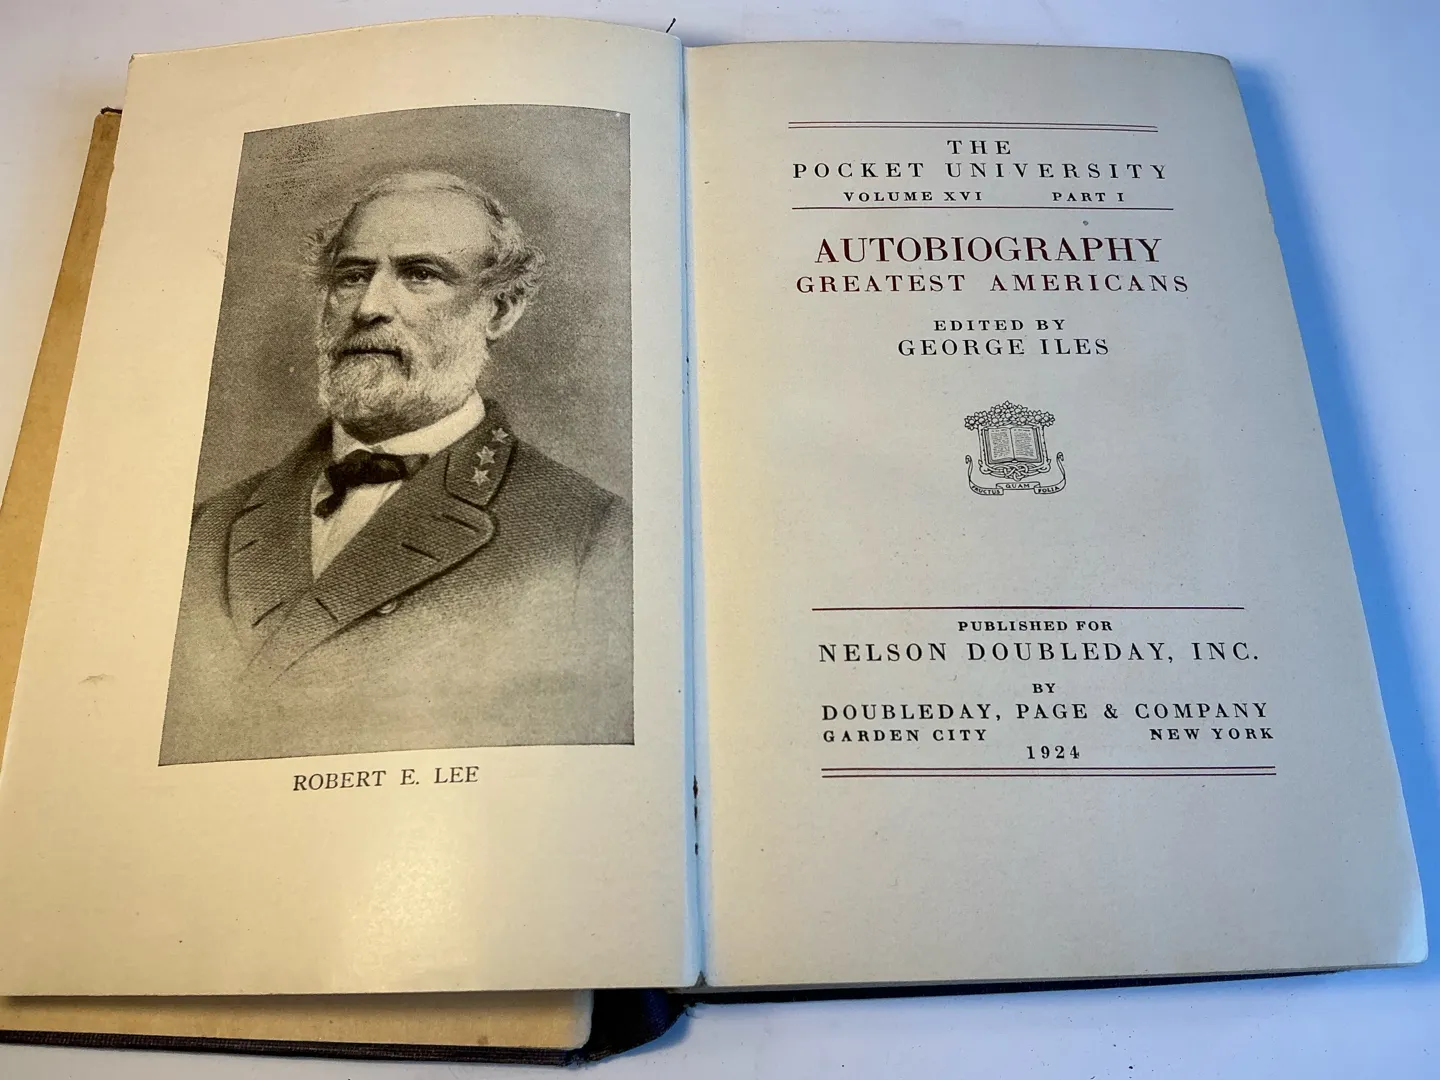 ROBERT E. LEE
THE
POCKET UNIVERSITY
VOLUME XVI PART I
AUTOBIOGRAPHY
GREATEST AMERICANS
EDITED BY
GEORGE ILES
FRUCTUS QUAM FOLIA
PUBLISHED FOR
NELSON DOUBLEDAY, INC.
BY
DOUBLEDAY, PAGE & COMPANY
GARDEN CITY NEW YORK
1924